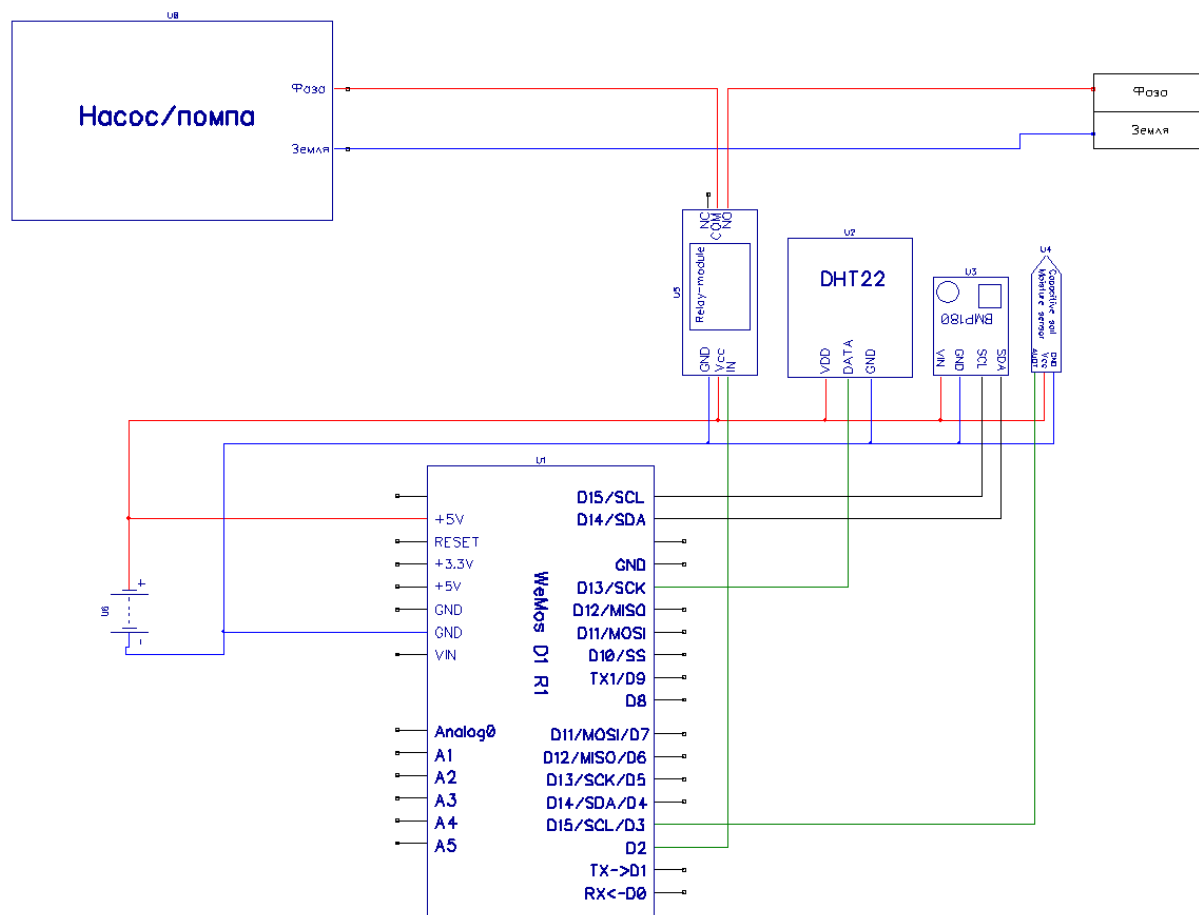 U8
Насос/помпа
Фаза
Земля
Фаза
Земля
U5
NC
COM
NO
Relay-module
GND
Vcc
IN
U2
DHT22
VDD
DATA
GND
U3
BMP180
VIN
GND
SCL
SDA
U4
Capacitive soil
Moisture sensor
AUOT
Vcc
GND
U6
+
-
U1
WeMos D1 R1
+5V
RESET
+3.3V
+5V
GND
GND
VIN
Analog0
A1
A2
A3
A4
A5
D15/SCL
D14/SDA
GND
D13/SCK
D12/MISO
D11/MOSI
D10/SS
TX1/D9
D8
D11/MOSI/D7
D12/MISO/D6
D13/SCK/D5
D14/SDA/D4
D15/SCL/D3
D2
TX->D1
RX<-D0